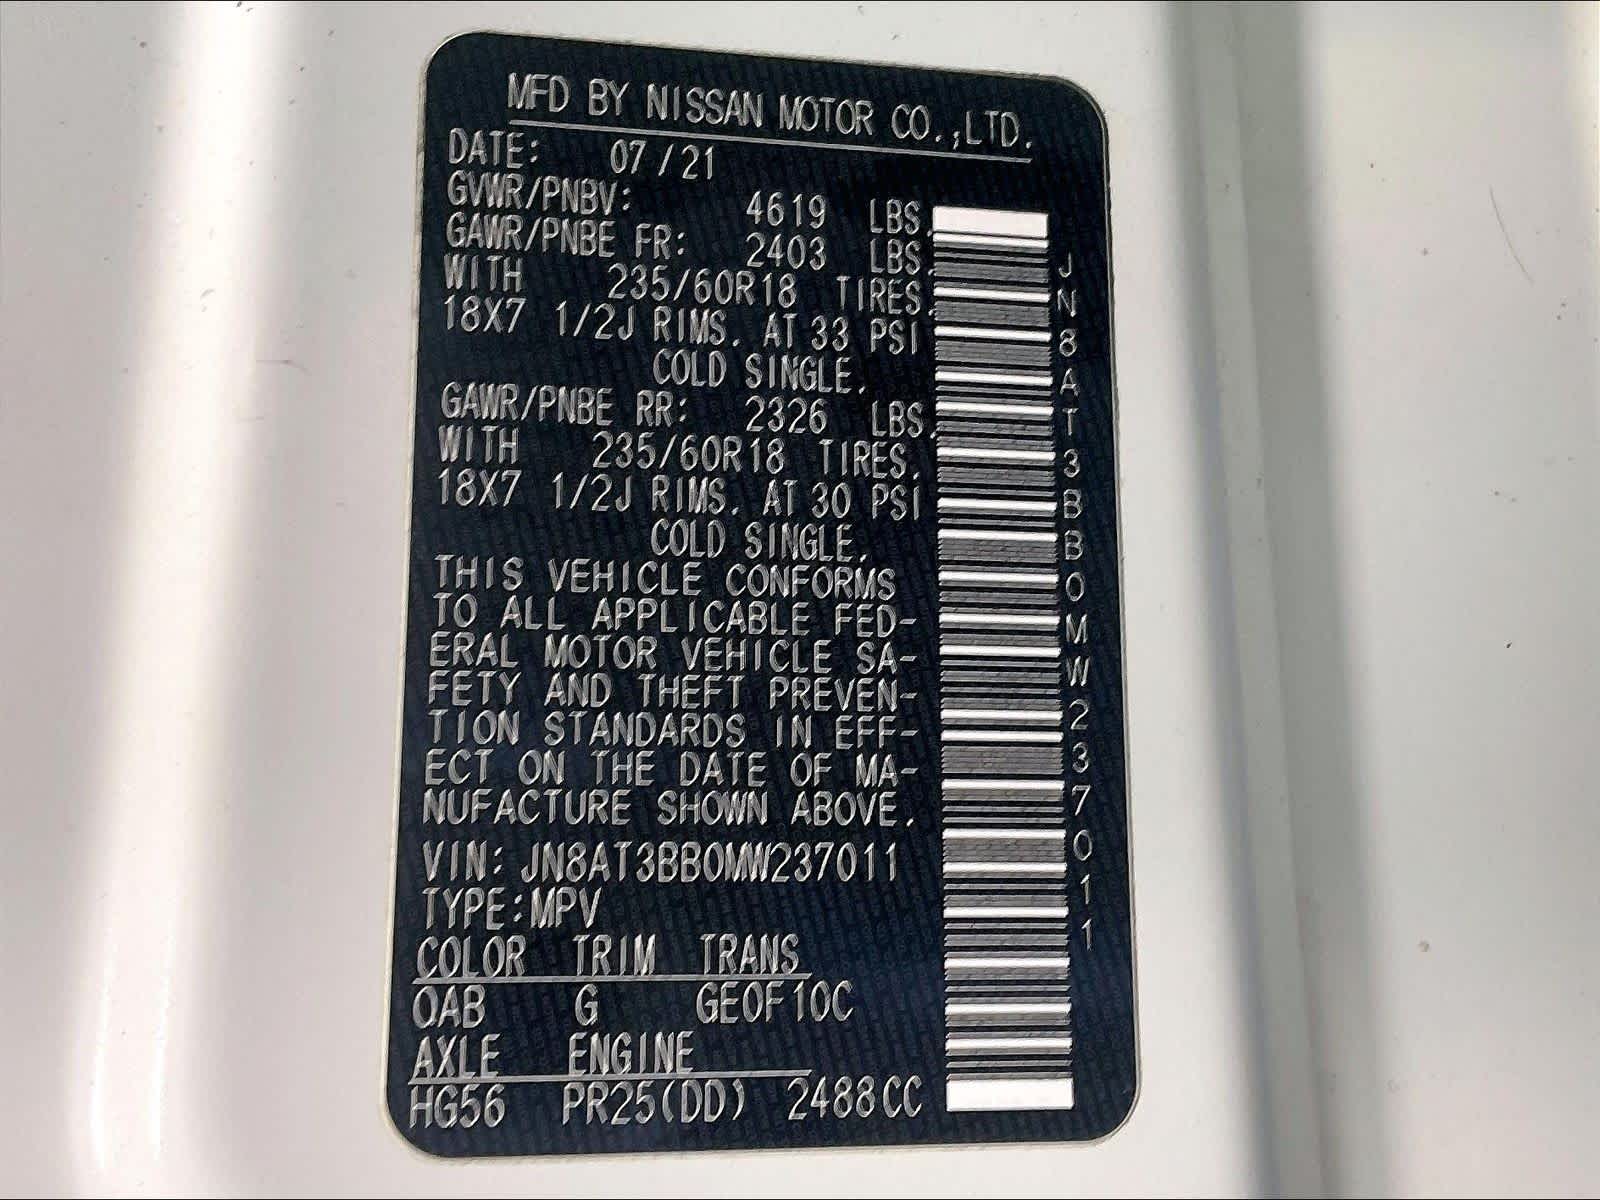 MFD BY NISSAN MOTOR CO.,LTD.
DATE: 07/21
GVWR/PNBV: 4619 LBS
GAWR/PNBE FR: 2403 LBS.
WITH 235/60R18 TIRES
18X7 1/2J RIMS. AT 33 PSI
COLD SINGLE.
GAWR/PNBE RR: 2326 LBS.
WITH 235/60R18 TIRES.
18X7 1/2J RIMS. AT 30 PSI
COLD SINGLE.
THIS VEHICLE CONFORMS
TO ALL APPLICABLE FED-
ERAL MOTOR VEHICLE SA-
FETY AND THEFT PREVEN-
TION STANDARDS IN EFF-
ECT ON THE DATE OF MA-
NUFACTURE SHOWN ABOVE.
VIN: JN8AT3BB0MW237011
TYPE:MPV
COLOR TRIM TRANS
QAB G GE0F10C
AXLE ENGINE
HG56 PR25(DD) 2488CC
JN8AT3BB0MW237011